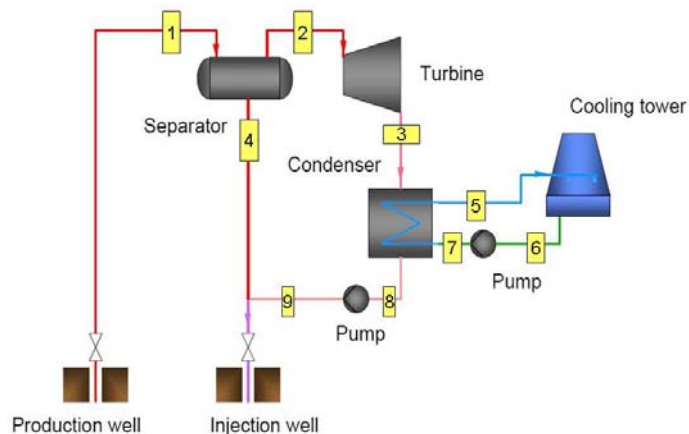 1
2
Turbine
Cooling tower
Separator
3
4
Condenser
5
7
6
Pump
9
8
Pump
Production well
Injection well